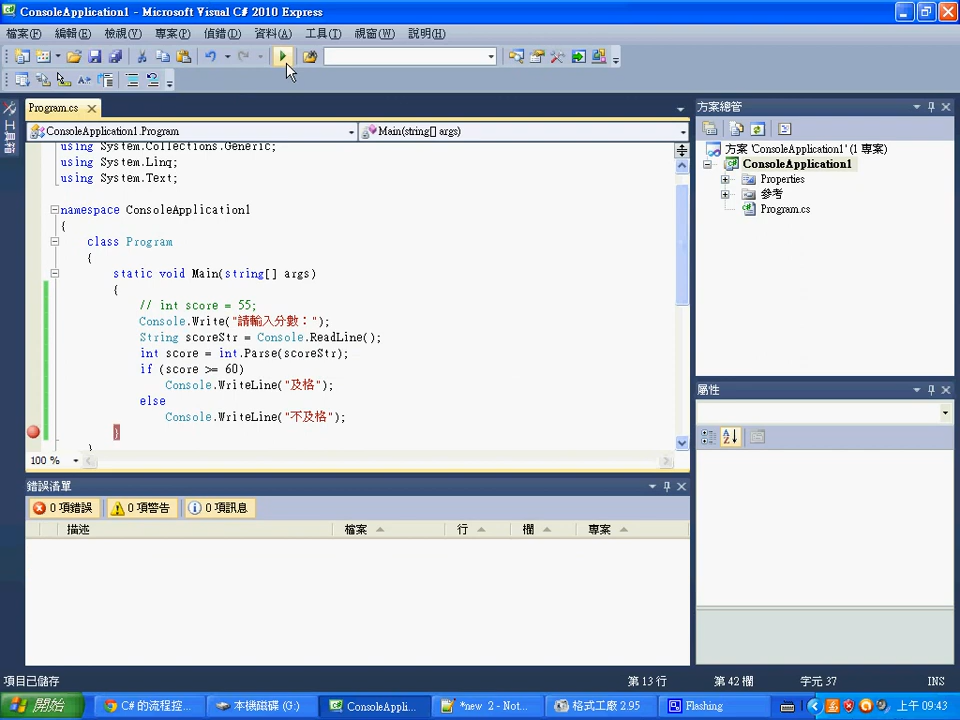 ConsoleApplication1 - Microsoft Visual C# 2010 Express
檔案(F) 編輯(E) 檢視(V) 專案(P) 偵錯(D) 資料(A) 工具(T) 視窗(W) 說明(H)
Program.cs
方案總管
工具箱
ConsoleApplication1.Program
Main(string[] args)
方案 'ConsoleApplication1' (1 專案)
ConsoleApplication1
Properties
參考
Program.cs
using System.Collections.Generic;
using System.Linq;
using System.Text;
namespace ConsoleApplication1
{
class Program
{
static void Main(string[] args)
{
// int score = 55;
Console.Write("請輸入分數：");
String scoreStr = Console.ReadLine();
int score = int.Parse(scoreStr);
if (score >= 60)
Console.WriteLine("及格");
else
Console.WriteLine("不及格");
}
}
100 %
屬性
錯誤清單
0 項錯誤 0 項警告 0 項訊息
描述 檔案 行 欄 專案
項目已儲存 第 13 行 第 42 欄 字元 37 INS
開始 C# 的流程控... 本機磁碟 (G:) ConsoleAppli... *new 2 - Not... 格式工廠 2.95 Flashing 上午 09:43